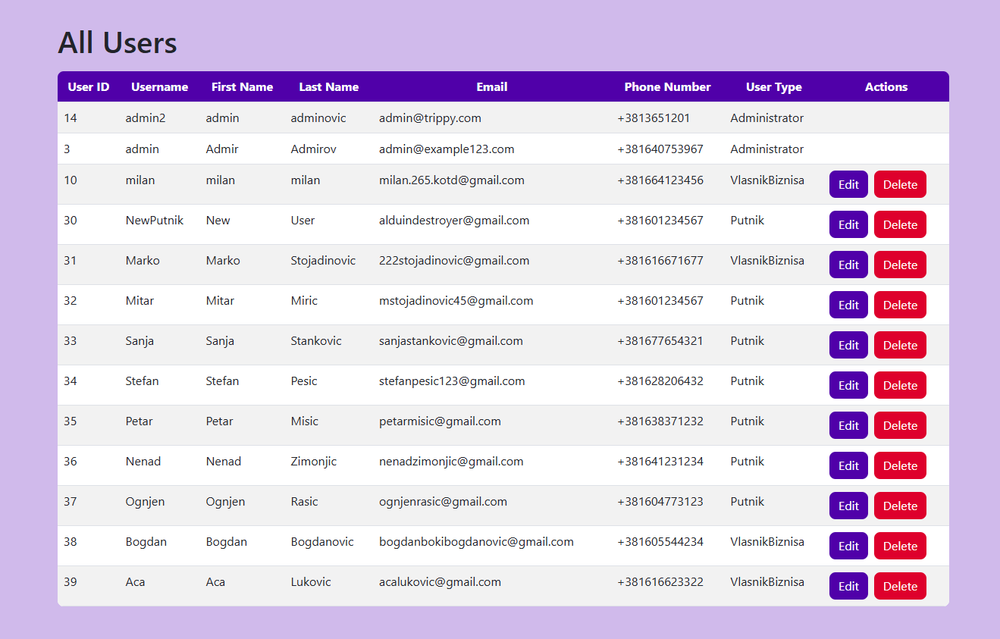 All Users
User ID Username First Name Last Name Email Phone Number User Type Actions
14 admin2 admin adminovic admin@trippy.com +3813651201 Administrator
3 admin Admir Admirov admin@example123.com +381640753967 Administrator
10 milan milan milan milan.265.kotd@gmail.com +381664123456 VlasnikBiznisa Edit Delete
30 NewPutnik New User alduindestroyer@gmail.com +381601234567 Putnik Edit Delete
31 Marko Marko Stojadinovic 222stojadinovic@gmail.com +381616671677 VlasnikBiznisa Edit Delete
32 Mitar Mitar Miric mstojadinovic45@gmail.com +381601234567 Putnik Edit Delete
33 Sanja Sanja Stankovic sanjastankovic@gmail.com +381677654321 Putnik Edit Delete
34 Stefan Stefan Pesic stefanpesic123@gmail.com +381628206432 Putnik Edit Delete
35 Petar Petar Misic petarmisic@gmail.com +381638371232 Putnik Edit Delete
36 Nenad Nenad Zimonjic nenadzimonjic@gmail.com +381641231234 Putnik Edit Delete
37 Ognjen Ognjen Rasic ognjenrasic@gmail.com +381604773123 Putnik Edit Delete
38 Bogdan Bogdan Bogdanovic bogdanbokibogdanovic@gmail.com +381605544234 VlasnikBiznisa Edit Delete
39 Aca Aca Lukovic acalukovic@gmail.com +381616623322 VlasnikBiznisa Edit Delete